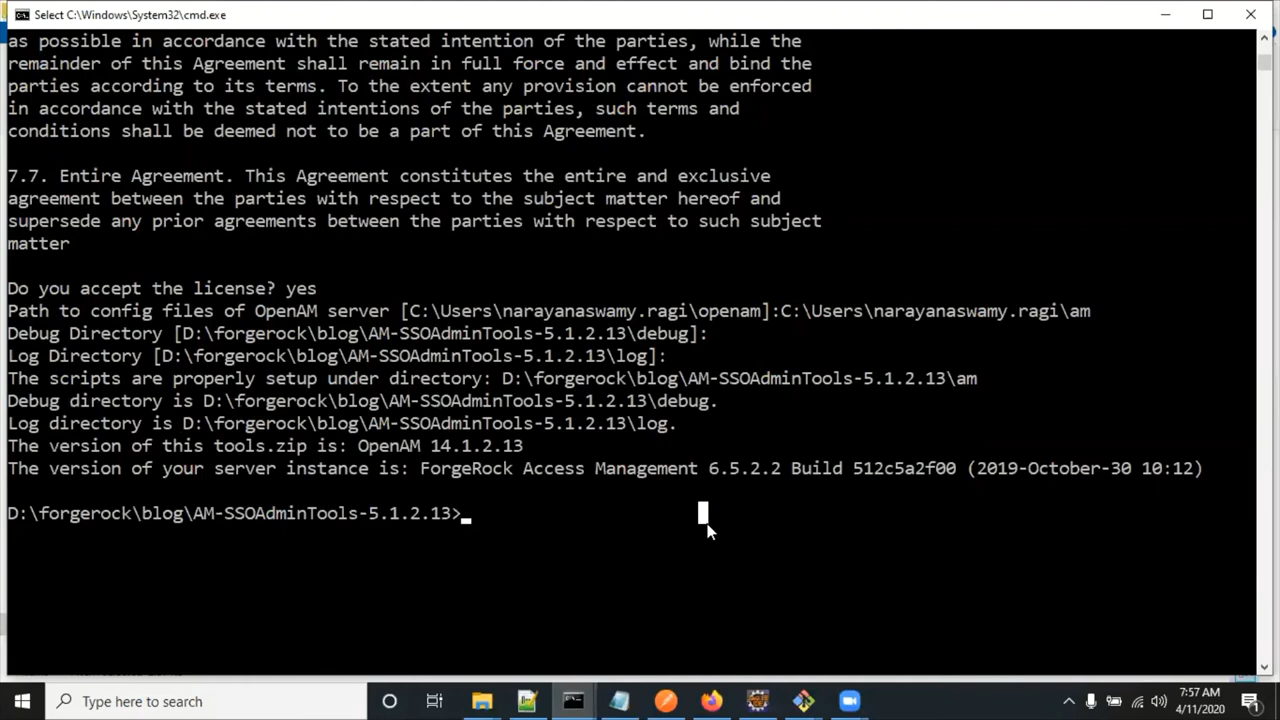 Select C:\Windows\System32\cmd.exe
as possible in accordance with the stated intention of the parties, while the
remainder of this Agreement shall remain in full force and effect and bind the
parties according to its terms. To the extent any provision cannot be enforced
in accordance with the stated intentions of the parties, such terms and
conditions shall be deemed not to be a part of this Agreement.
7.7. Entire Agreement. This Agreement constitutes the entire and exclusive
agreement between the parties with respect to the subject matter hereof and
supersede any prior agreements between the parties with respect to such subject
matter
Do you accept the license? yes
Path to config files of OpenAM server [C:\Users\narayanaswamy.ragi\openam]:C:\Users\narayanaswamy.ragi\am
Debug Directory [D:\forgerock\blog\AM-SSOAdminTools-5.1.2.13\debug]:
Log Directory [D:\forgerock\blog\AM-SSOAdminTools-5.1.2.13\log]:
The scripts are properly setup under directory: D:\forgerock\blog\AM-SSOAdminTools-5.1.2.13\am
Debug directory is D:\forgerock\blog\AM-SSOAdminTools-5.1.2.13\debug.
Log directory is D:\forgerock\blog\AM-SSOAdminTools-5.1.2.13\log.
The version of this tools.zip is: OpenAM 14.1.2.13
The version of your server instance is: ForgeRock Access Management 6.5.2.2 Build 512c5a2f00 (2019-October-30 10:12)
D:\forgerock\blog\AM-SSOAdminTools-5.1.2.13>
Type here to search
7:57 AM
4/11/2020
1